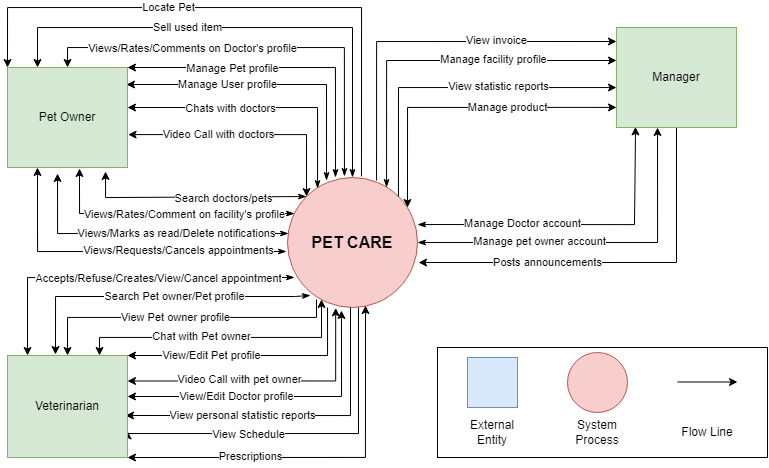 Locate Pet
Sell used item
Views/Rates/Comments on Doctor's profile
Manage Pet profile
Manage User profile
Chats with doctors
Video Call with doctors
Pet Owner
Search doctors/pets
Views/Rates/Comment on facility's profile
Views/Marks as read/Delete notifications
Views/Requests/Cancels appointments
View invoice
Manage facility profile
View statistic reports
Manage product
Manager
PET CARE
Manage Doctor account
Manage pet owner account
Posts announcements
Accepts/Refuse/Creates/View/Cancel appointment
Search Pet owner/Pet profile
View Pet owner profile
Chat with Pet owner
View/Edit Pet profile
Video Call with pet owner
View/Edit Doctor profile
View personal statistic reports
View Schedule
Prescriptions
Veterinarian
External
Entity
System
Process
Flow Line